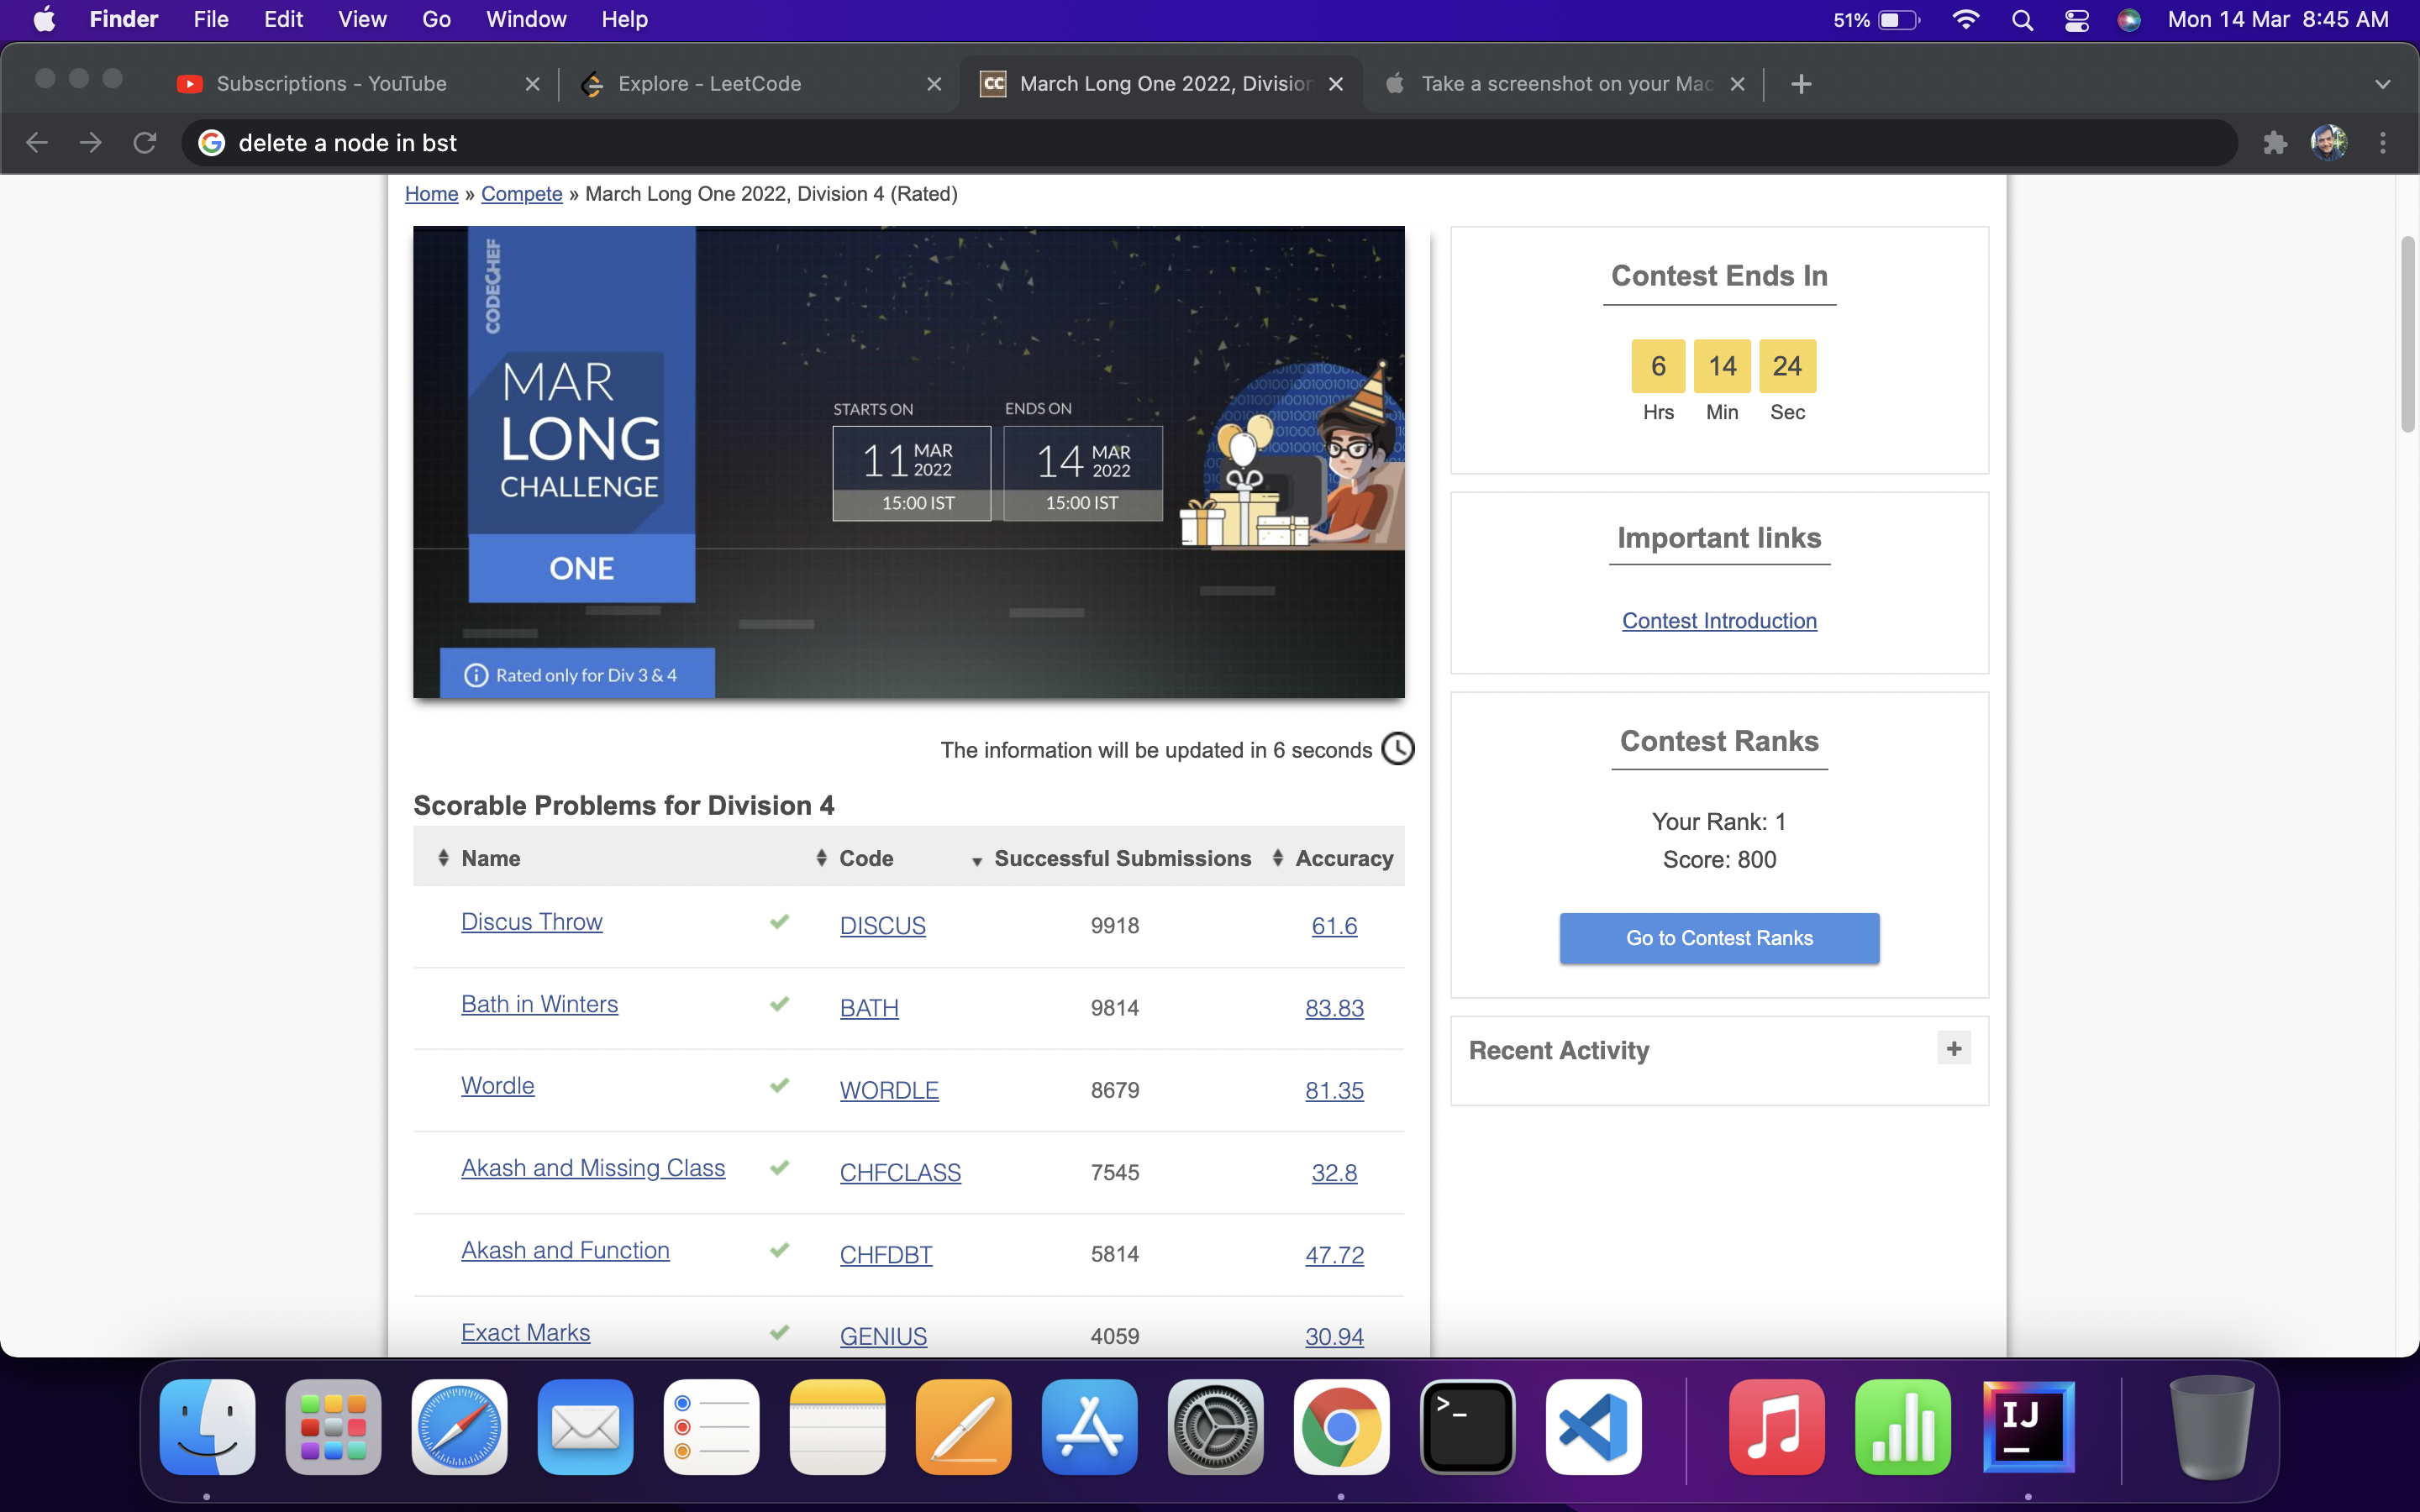 Finder File Edit View Go Window Help 51% Mon 14 Mar 8:45 AM
Subscriptions - YouTube Explore - LeetCode March Long One 2022, Division Take a screenshot on your Mac
delete a node in bst
Home » Compete » March Long One 2022, Division 4 (Rated)
CODECHEF
MAR
LONG
CHALLENGE
ONE
STARTS ON
11 MAR 2022
15:00 IST
ENDS ON
14 MAR 2022
15:00 IST
Rated only for Div 3 & 4
The information will be updated in 6 seconds
Scorable Problems for Division 4
Name Code Successful Submissions Accuracy
Discus Throw DISCUS 9918 61.6
Bath in Winters BATH 9814 83.83
Wordle WORDLE 8679 81.35
Akash and Missing Class CHFCLASS 7545 32.8
Akash and Function CHFDBT 5814 47.72
Exact Marks GENIUS 4059 30.94
Contest Ends In
6 14 24
Hrs Min Sec
Important links
Contest Introduction
Contest Ranks
Your Rank: 1
Score: 800
Go to Contest Ranks
Recent Activity +
>_
IJ